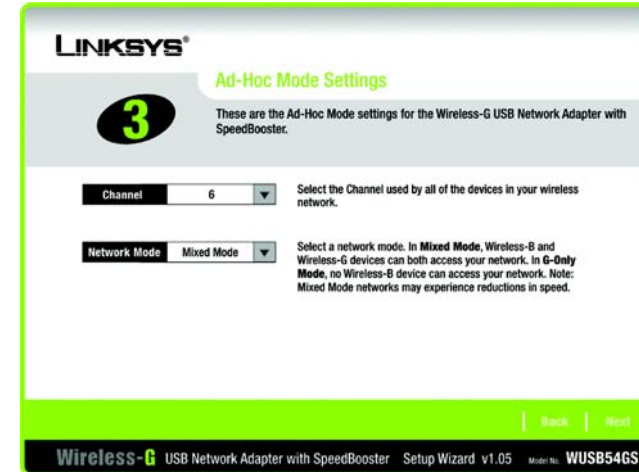 LINKSYS®
Ad-Hoc Mode Settings
3
These are the Ad-Hoc Mode settings for the Wireless-G USB Network Adapter with
SpeedBooster.
Channel 6
Select the Channel used by all of the devices in your wireless
network.
Network Mode Mixed Mode
Select a network mode. In Mixed Mode, Wireless-B and
Wireless-G devices can both access your network. In G-Only
Mode, no Wireless-B device can access your network. Note:
Mixed Mode networks may experience reductions in speed.
Back Next
Wireless-G USB Network Adapter with SpeedBooster Setup Wizard v1.05 Model No. WUSB54GS